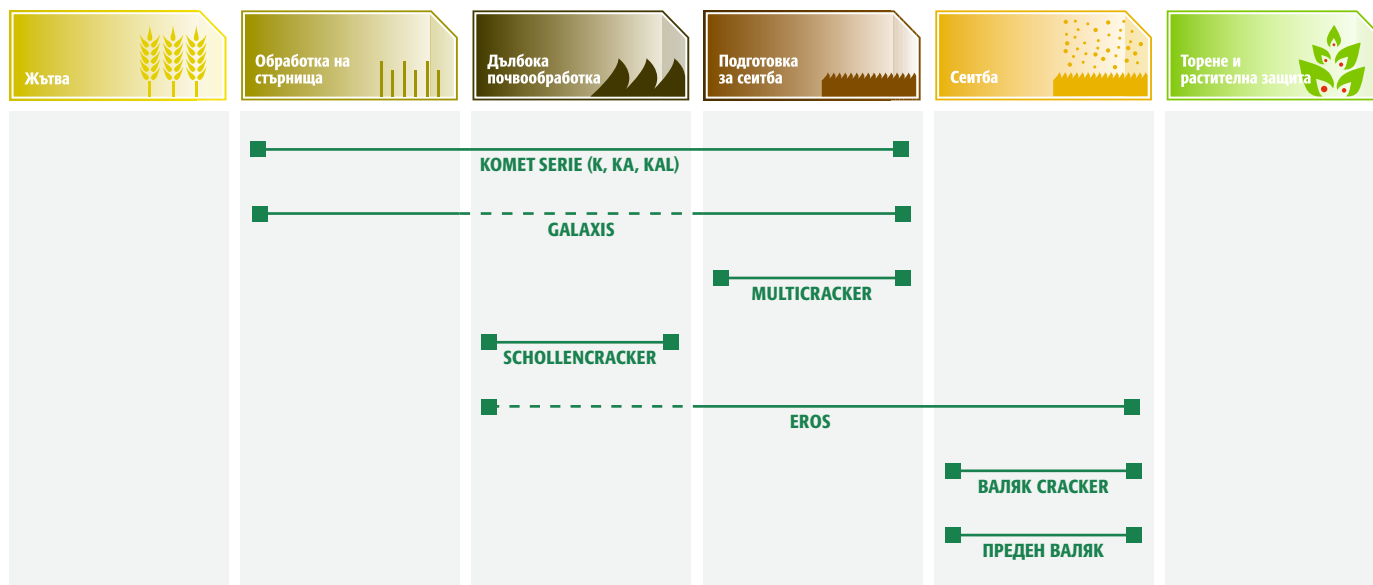 Жътва
Обработка на
стърнища
Дълбока
почвообработка
Подготовка
за сеитба
Сеитба
Торене и
растителна защита
KOMET SERIE (K, KA, KAL)
GALAXIS
MULTICRACKER
SCHOLLENCRACKER
EROS
ВАЛЯК CRACKER
ПРЕДЕН ВАЛЯК